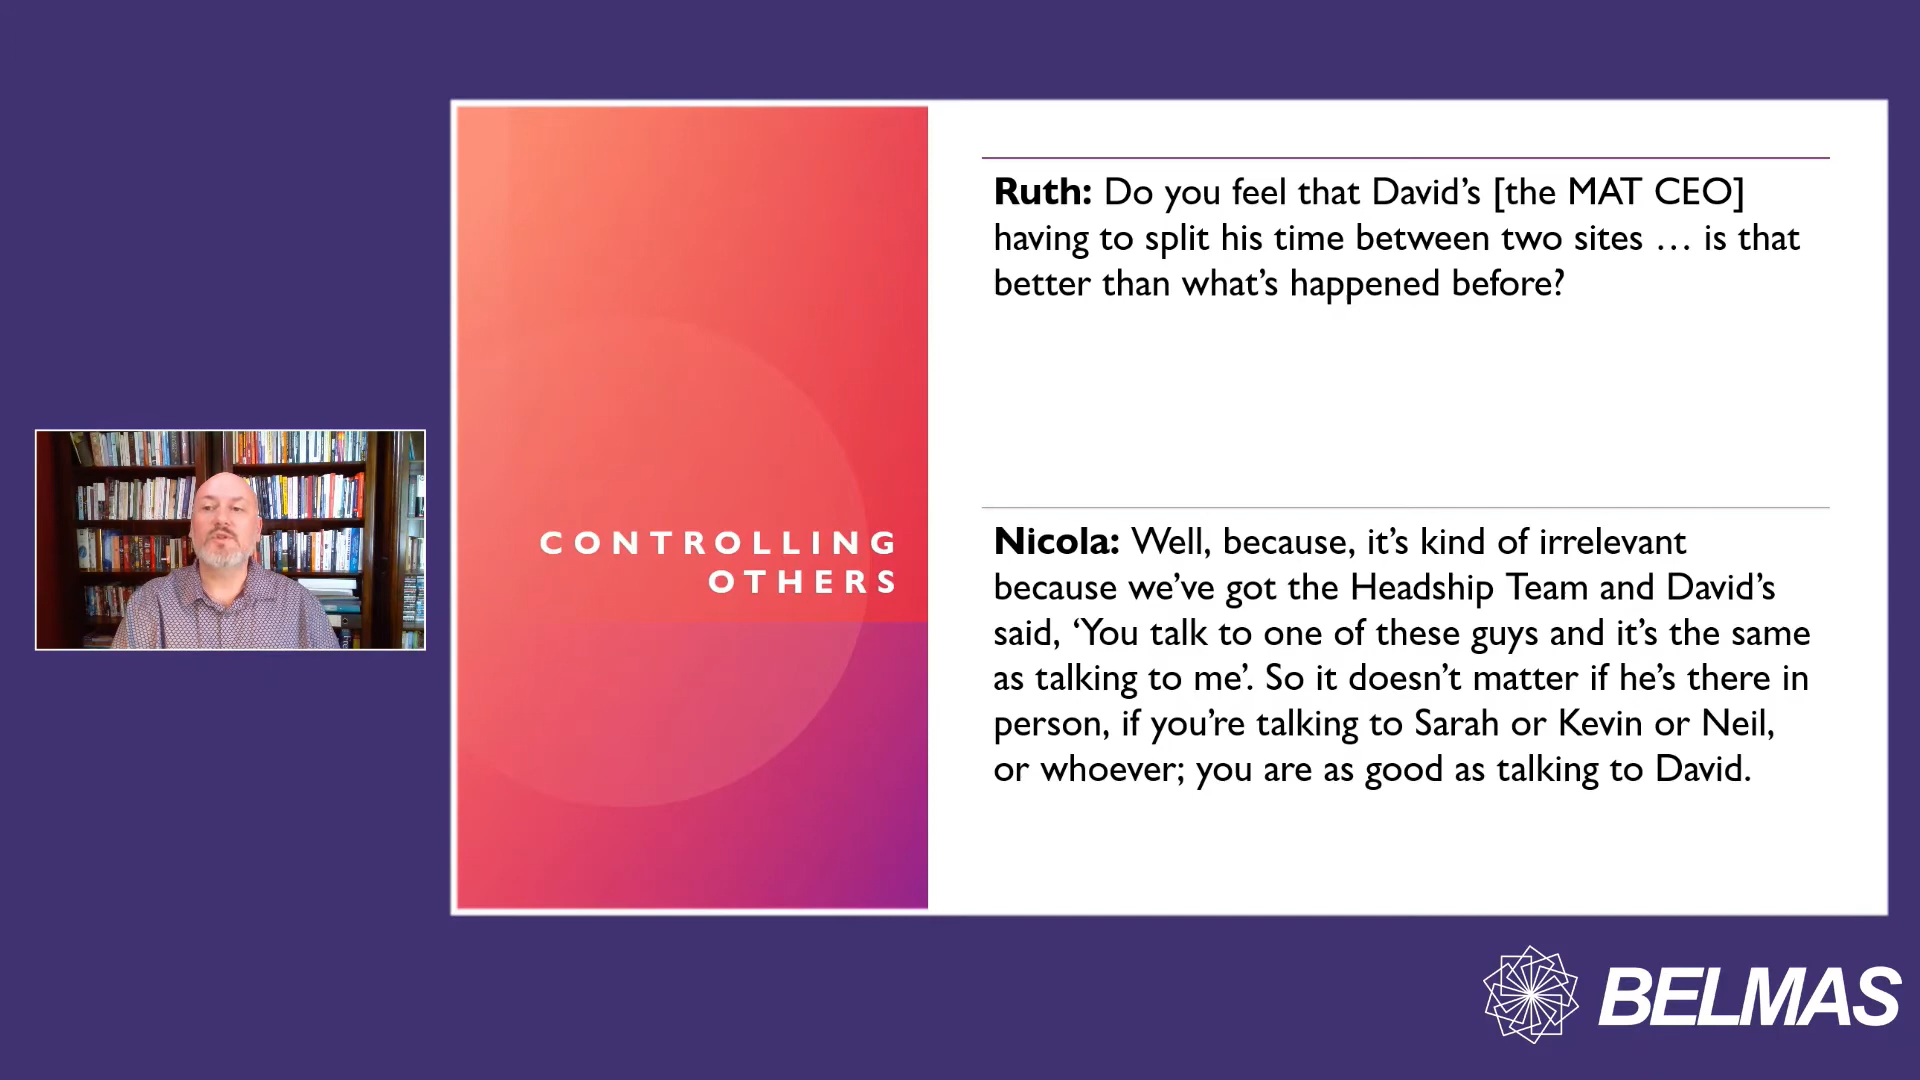 CONTROLLING
OTHERS
Ruth: Do you feel that David’s [the MAT CEO]
having to split his time between two sites … is that
better than what’s happened before?
Nicola: Well, because, it’s kind of irrelevant
because we’ve got the Headship Team and David’s
said, ‘You talk to one of these guys and it’s the same
as talking to me’. So it doesn’t matter if he’s there in
person, if you’re talking to Sarah or Kevin or Neil,
or whoever; you are as good as talking to David.
BELMAS